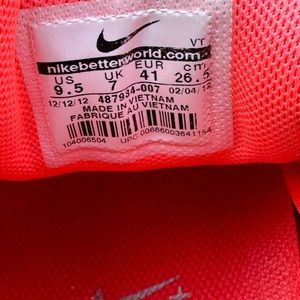 VT
nikebetterworld.com
US UK EUR cm
9.5 7 41 26.5
12/12/12 487934-007 02/04/12
MADE IN VIETNAM
FABRIQUE AU VIETNAM
104006504 UPC 00666003641154